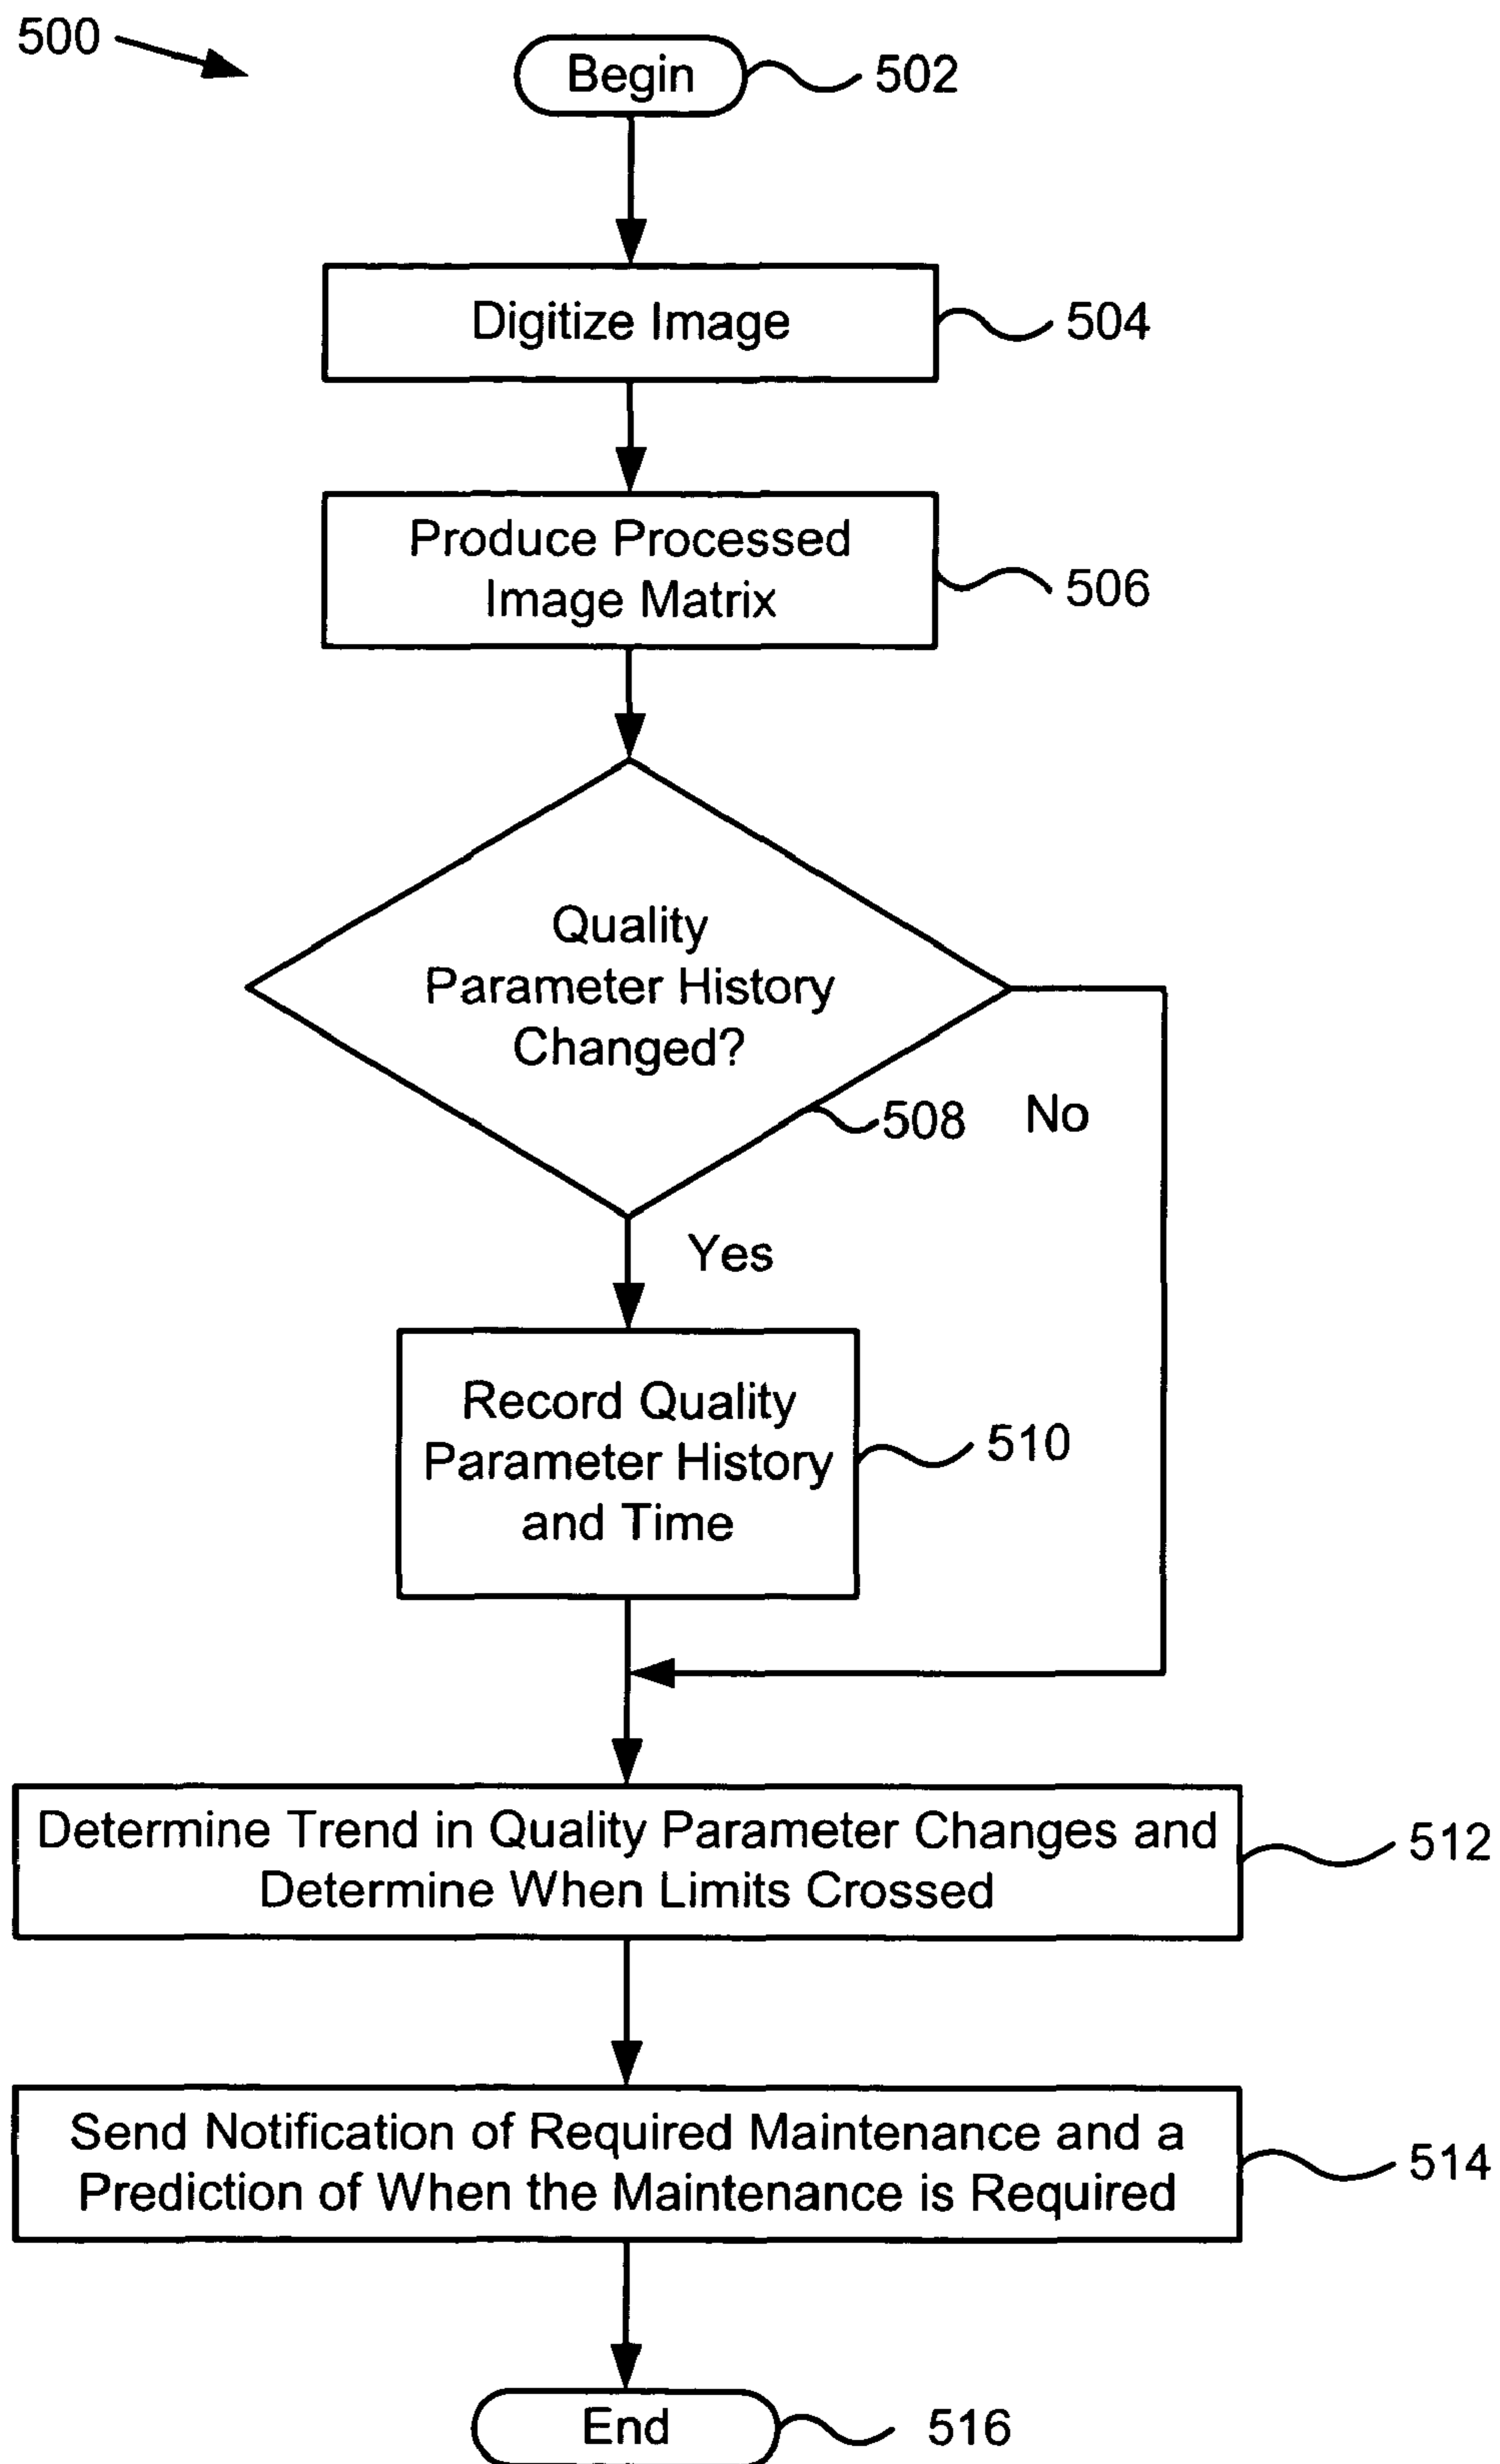 500
Begin
502
Digitize Image
504
Produce Processed
Image Matrix
506
Quality
Parameter History
Changed?
508
No
Yes
Record Quality
Parameter History
and Time
510
Determine Trend in Quality Parameter Changes and
Determine When Limits Crossed
512
Send Notification of Required Maintenance and a
Prediction of When the Maintenance is Required
514
End
516